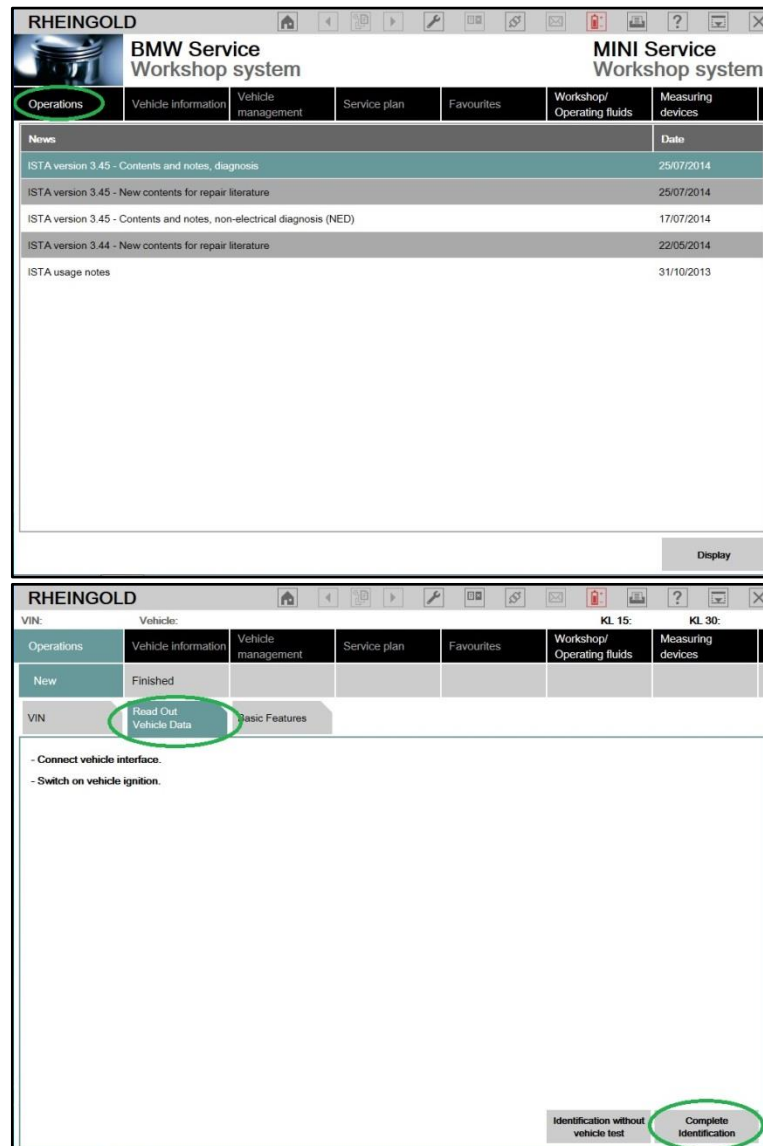 RHEINGOLD
BMW Service
Workshop system
MINI Service
Workshop system
Operations
Vehicle information
Vehicle
management
Service plan
Favourites
Workshop/
Operating fluids
Measuring
devices
News
Date
ISTA version 3.45 - Contents and notes, diagnosis
25/07/2014
ISTA version 3.45 - New contents for repair literature
25/07/2014
ISTA version 3.45 - Contents and notes, non-electrical diagnosis (NED)
17/07/2014
ISTA version 3.44 - New contents for repair literature
22/05/2014
ISTA usage notes
31/10/2013
Display
RHEINGOLD
VIN:
Vehicle:
KL 15:
KL 30:
Operations
Vehicle information
Vehicle
management
Service plan
Favourites
Workshop/
Operating fluids
Measuring
devices
New
Finished
VIN
Read Out
Vehicle Data
Basic Features
- Connect vehicle interface.
- Switch on vehicle ignition.
Identification without
vehicle test
Complete
Identification